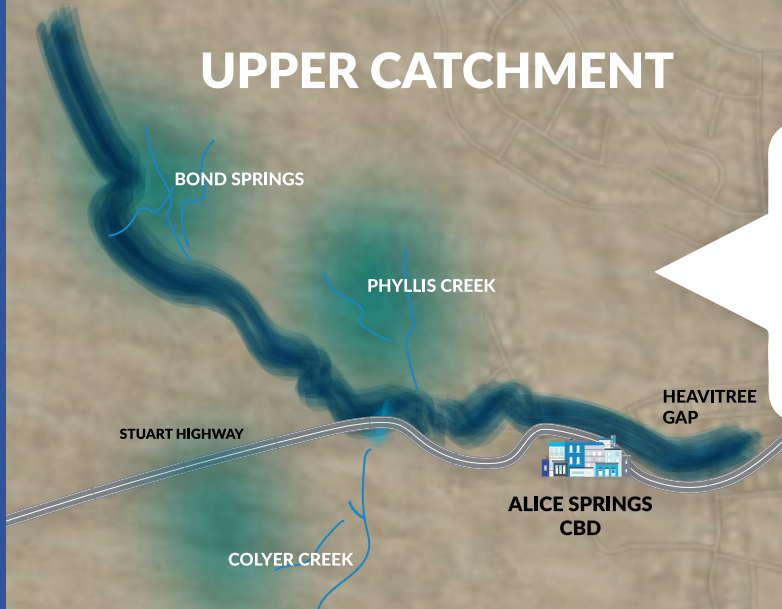 UPPER CATCHMENT
BOND SPRINGS
PHYLLIS CREEK
HEAVITREE
GAP
STUART HIGHWAY
ALICE SPRINGS
CBD
COLYER CREEK